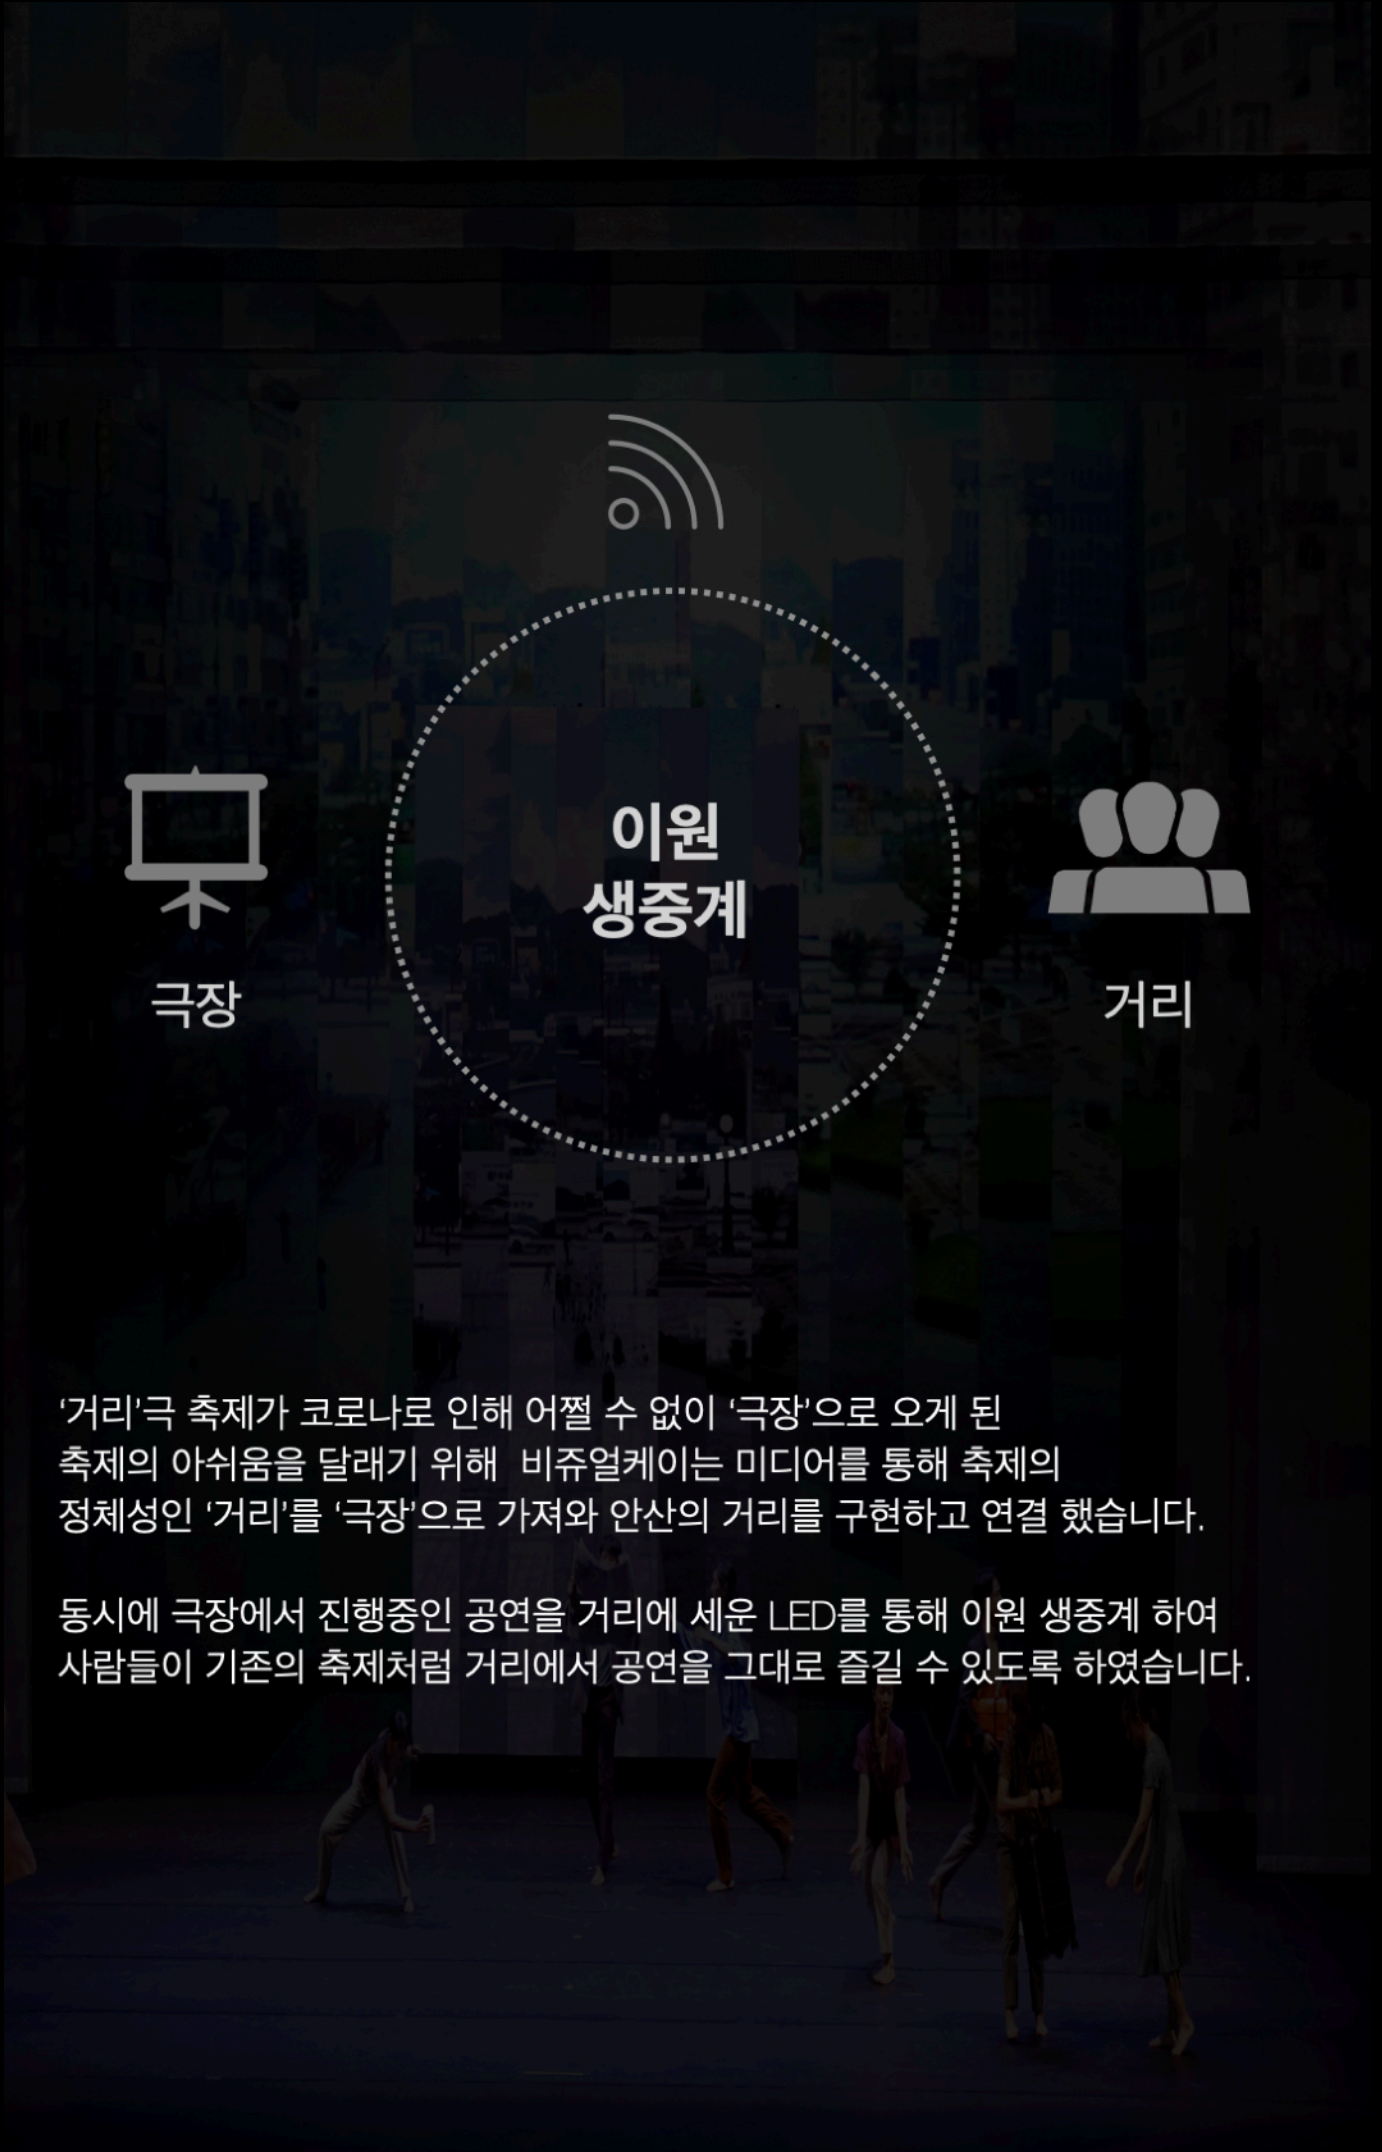 이원
생중계
극장
거리
‘거리’극 축제가 코로나로 인해 어쩔 수 없이 ‘극장’으로 오게 된
축제의 아쉬움을 달래기 위해 비쥬얼케이는 미디어를 통해 축제의
정체성인 ‘거리’를 ‘극장’으로 가져와 안산의 거리를 구현하고 연결 했습니다.
동시에 극장에서 진행중인 공연을 거리에 세운 LED를 통해 이원 생중계 하여
사람들이 기존의 축제처럼 거리에서 공연을 그대로 즐길 수 있도록 하였습니다.